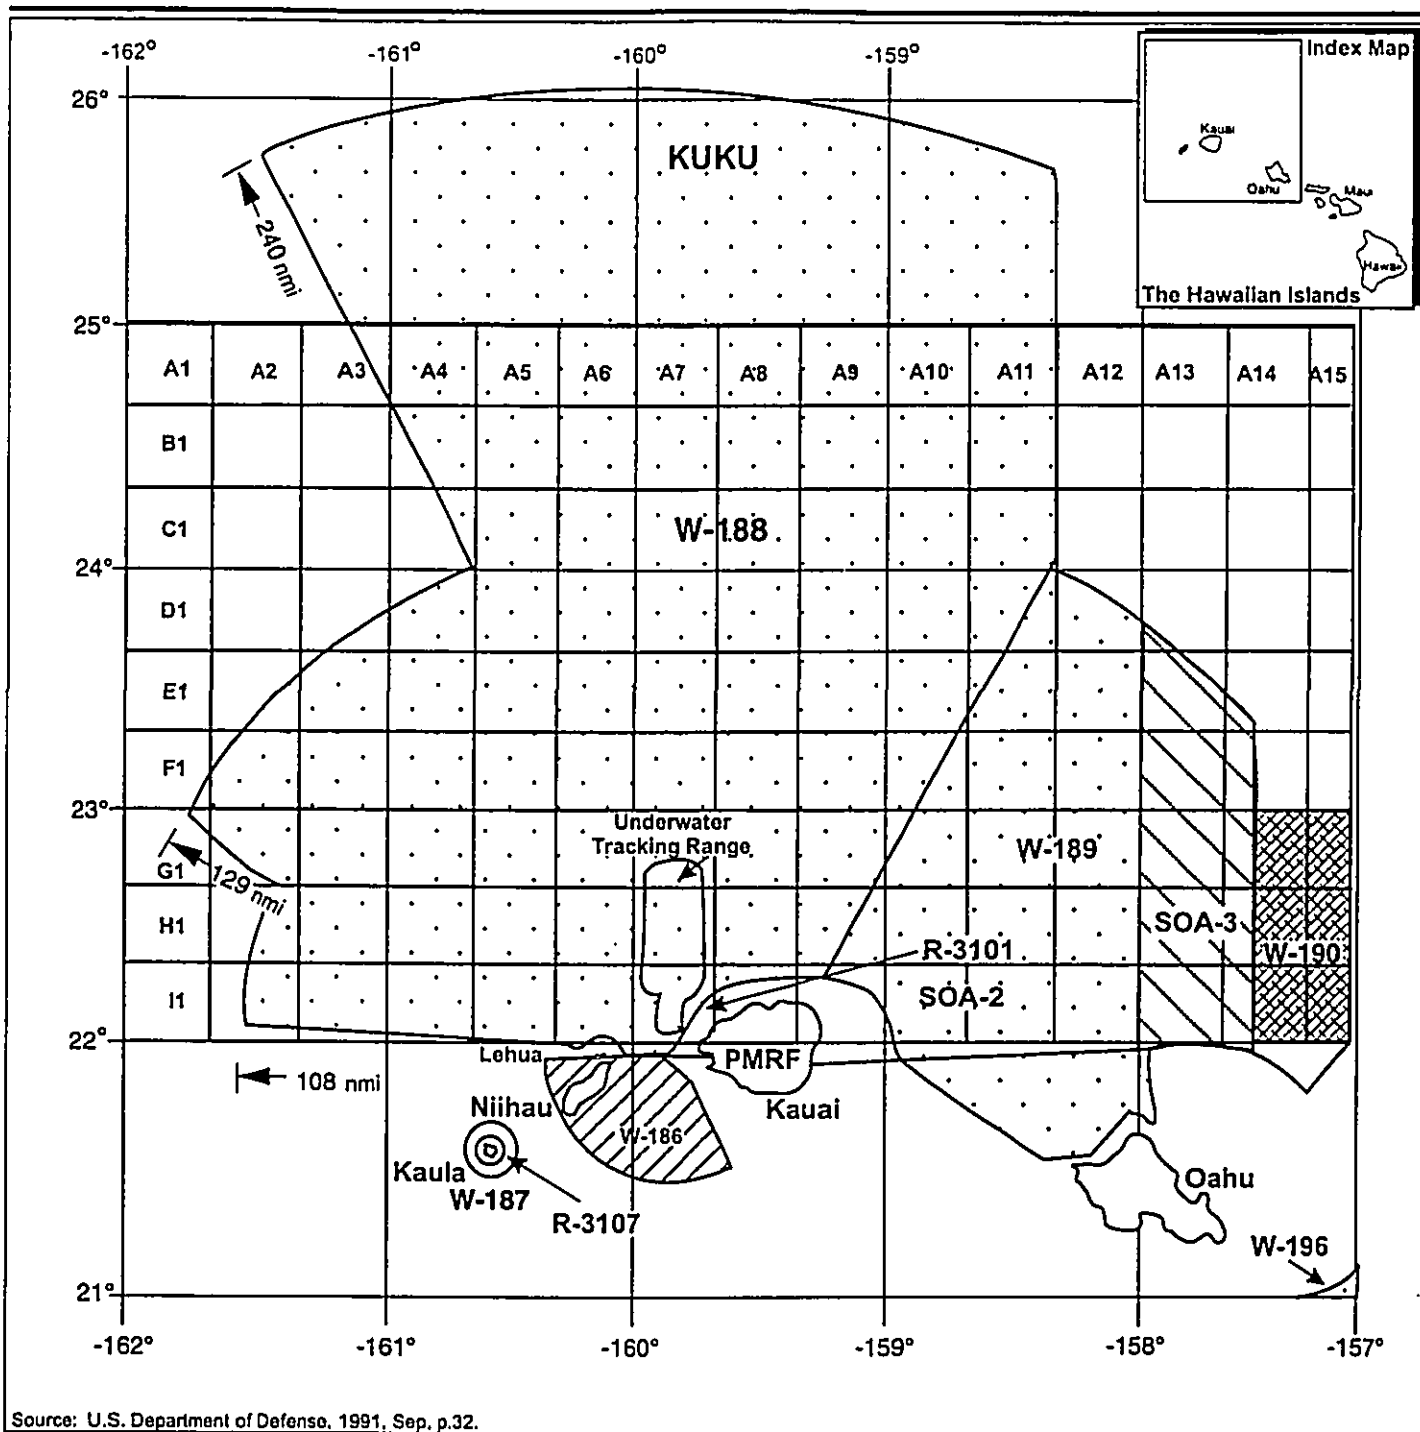 -162°
-161°
-160°
-159°
Index Map
Kauai
Oahu
Maui
Hawaii
The Hawaiian Islands
26°
KUKU
240 nmi
25°
A1 A2 A3 A4 A5 A6 A7 A8 A9 A10 A11 A12 A13 A14 A15
B1
C1
W-188
24°
D1
E1
F1
23°
Underwater
Tracking Range
W-189
G1
129 nmi
H1
SOA-3
R-3101
W-190
I1
SOA-2
22°
Lehua
PMRF
108 nmi
Niihau
Kauai
W-186
Kaula
W-187
Oahu
R-3107
W-196
21°
-162°
-161°
-160°
-159°
-158°
-157°
Source: U.S. Department of Defense, 1991, Sep, p.32.